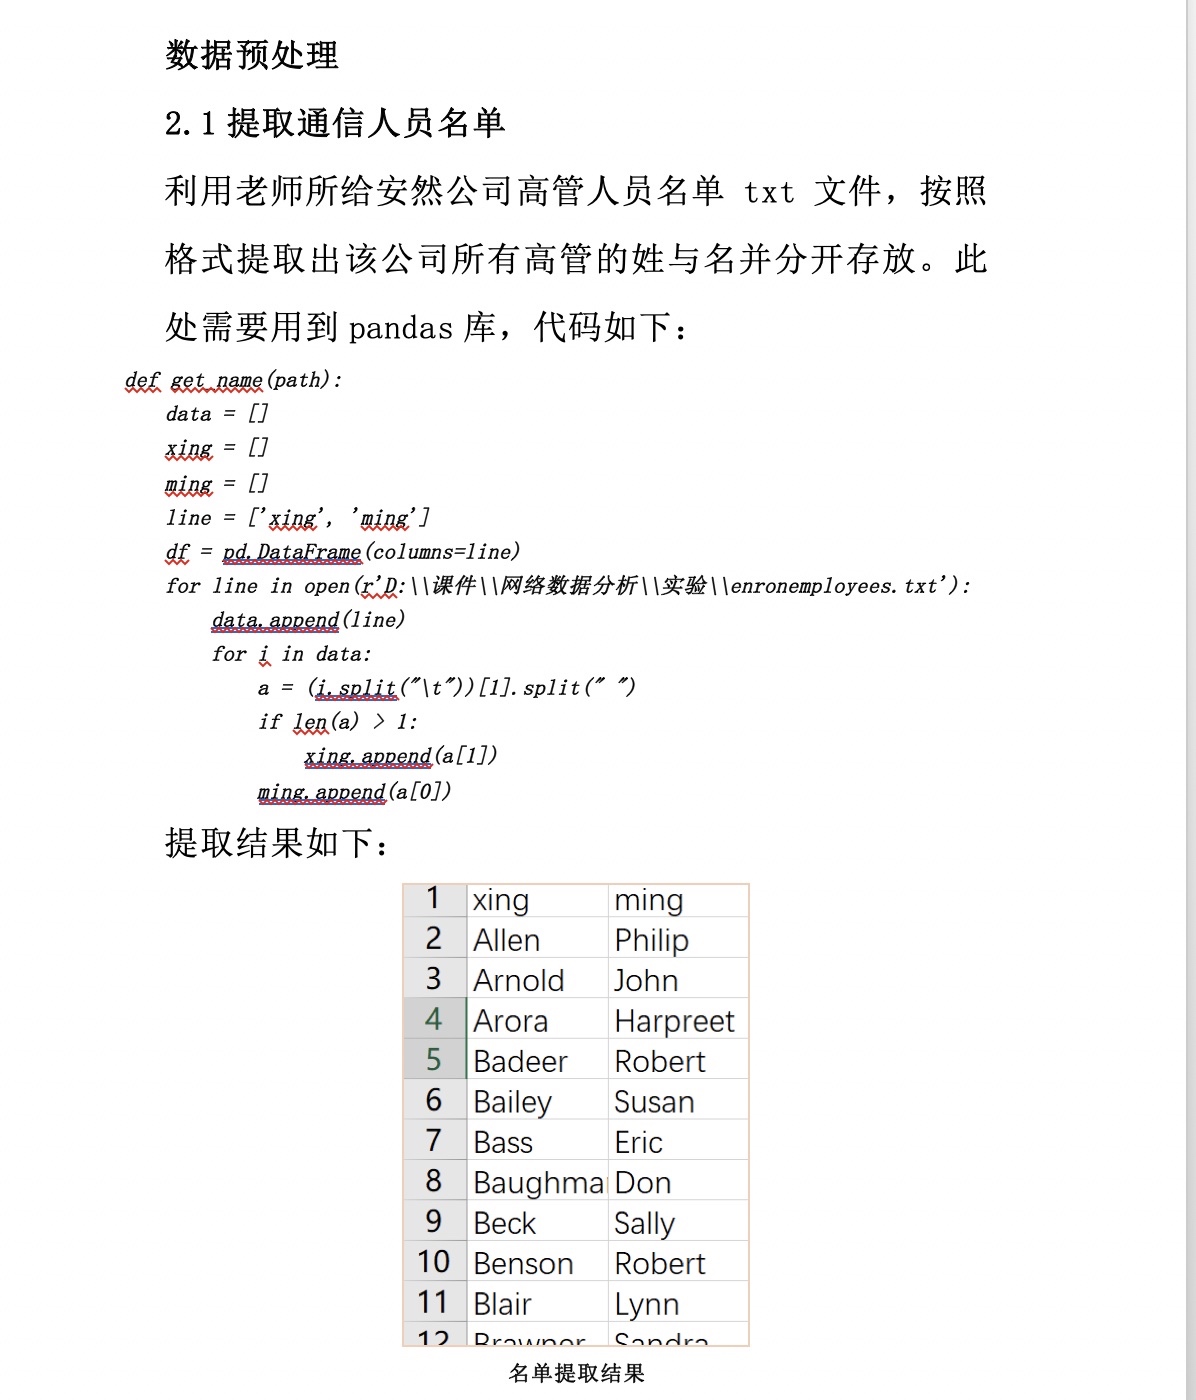 数据预处理
2.1 提取通信人员名单
利用老师所给安然公司高管人员名单 txt 文件，按照
格式提取出该公司所有高管的姓与名并分开存放。此
处需要用到 pandas 库，代码如下：
def get_name(path):
    data = []
    xing = []
    ming = []
    line = ['xing', 'ming']
    df = pd.DataFrame(columns=line)
    for line in open(r'D:\\课件\\网络数据分析\\实验\\enronemployees.txt'):
        data.append(line)
        for i in data:
            a = (i.split("\t"))[1].split(" ")
            if len(a) > 1:
                xing.append(a[1])
            ming.append(a[0])
提取结果如下：
1 xing ming
2 Allen Philip
3 Arnold John
4 Arora Harpreet
5 Badeer Robert
6 Bailey Susan
7 Bass Eric
8 Baughma Don
9 Beck Sally
10 Benson Robert
11 Blair Lynn
12 Brawner Sandra
名单提取结果